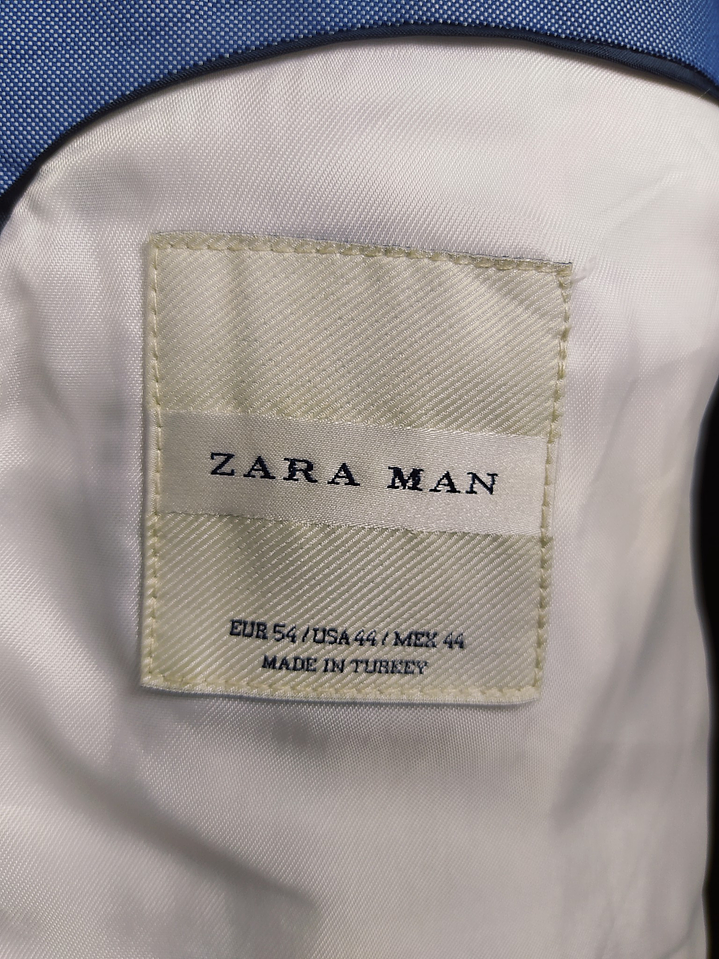 ZARA MAN
EUR 54 / USA 44 / MEX 44
MADE IN TURKEY